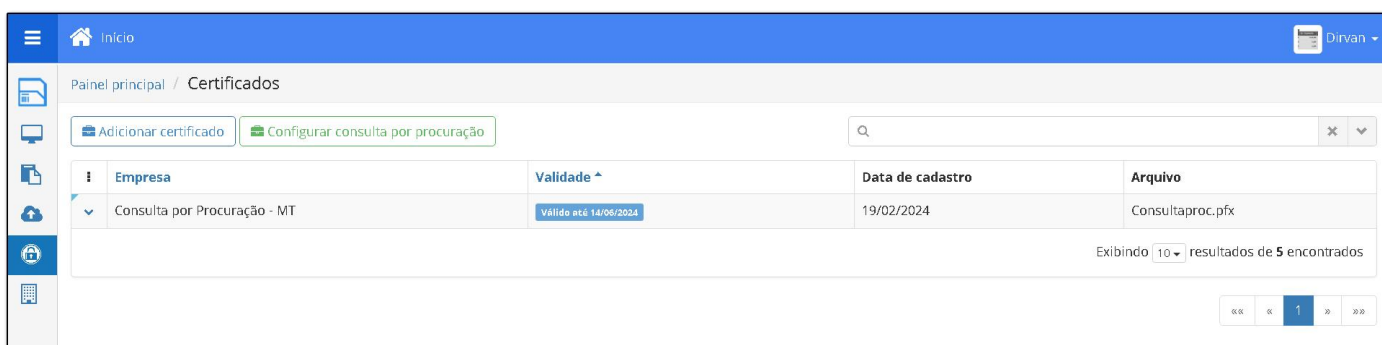 Início
Dirvan
Painel principal / Certificados
Adicionar certificado Configurar consulta por procuração
Empresa Validade Data de cadastro Arquivo
Consulta por Procuração - MT Válido até 14/06/2024 19/02/2024 Consultaproc.pfx
Exibindo 10 resultados de 5 encontrados
«« « 1 » »»